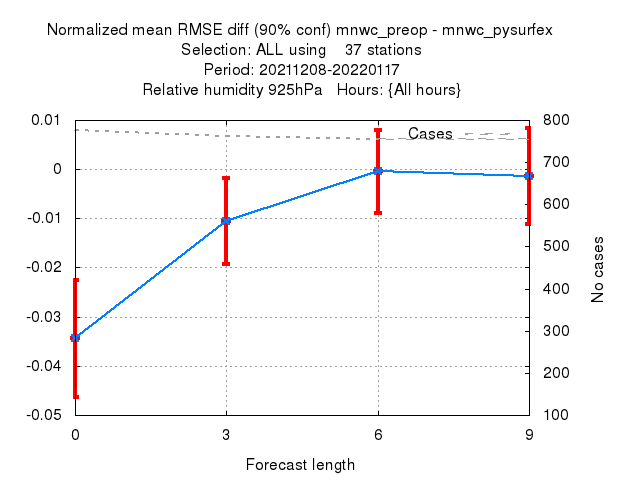 Normalized mean RMSE diff (90% conf) mnwc_preop - mnwc_pysurfex
Selection: ALL using 37 stations
Period: 20211208-20220117
Relative humidity 925hPa Hours: {All hours}
0.01
0
-0.01
-0.02
-0.03
-0.04
-0.05
Cases
800
700
600
500
400
300
200
100
No cases
0
3
6
9
Forecast length